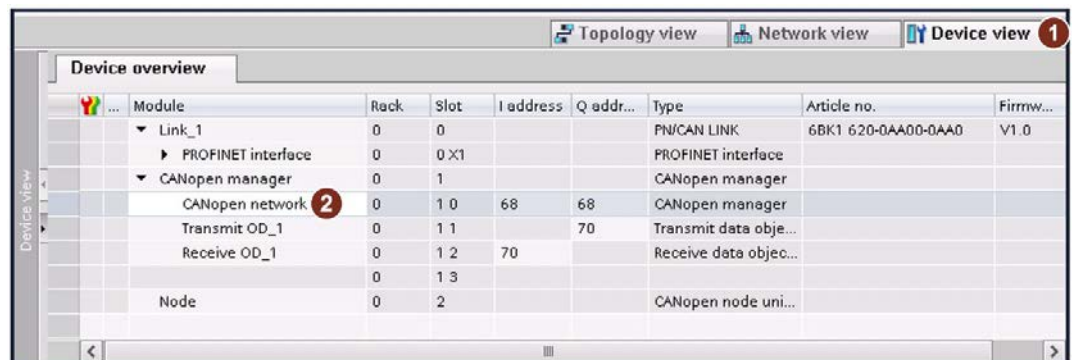 Topology view Network view Device view 1
Device overview
... Module Rack Slot I address Q addr... Type Article no. Firmw...
Link_1 0 0 PN/CAN LINK 6BK1 620-0AA00-0AA0 V1.0
PROFINET interface 0 0 X1 PROFINET interface
CANopen manager 0 1 CANopen manager
CANopen network 2 0 1 0 68 68 CANopen manager
Transmit OD_1 0 1 1 70 Transmit data obje...
Receive OD_1 0 1 2 70 Receive data objec...
0 1 3
Node 0 2 CANopen node uni...
Device view